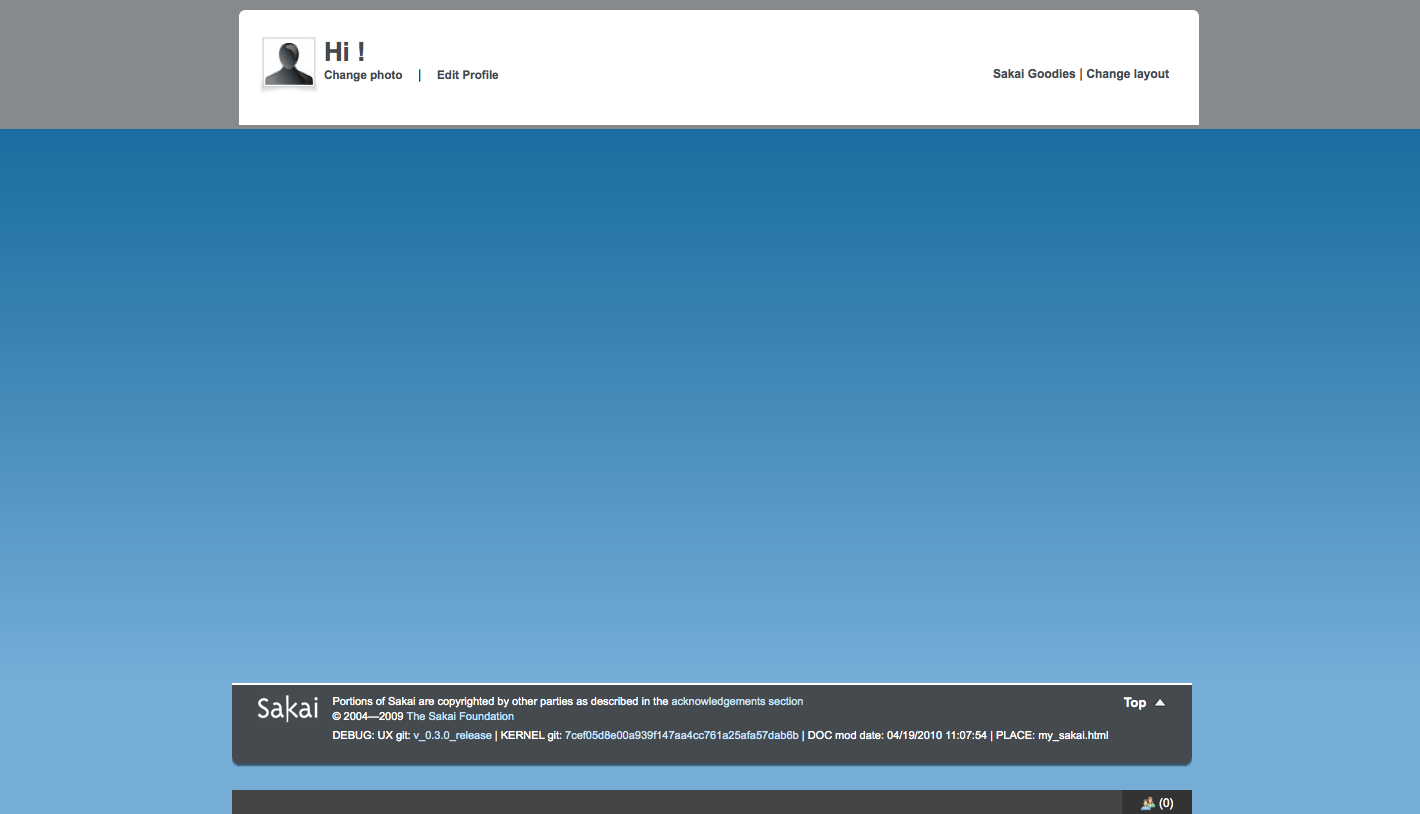 Hi !
Change photo | Edit Profile
Sakai Goodies | Change layout
Sakai
Portions of Sakai are copyrighted by other parties as described in the acknowledgements section
© 2004—2009 The Sakai Foundation
DEBUG: UX git: v_0.3.0_release | KERNEL git: 7cef05d8e00a939f147aa4cc761a25afa57dab6b | DOC mod date: 04/19/2010 11:07:54 | PLACE: my_sakai.html
Top
(0)